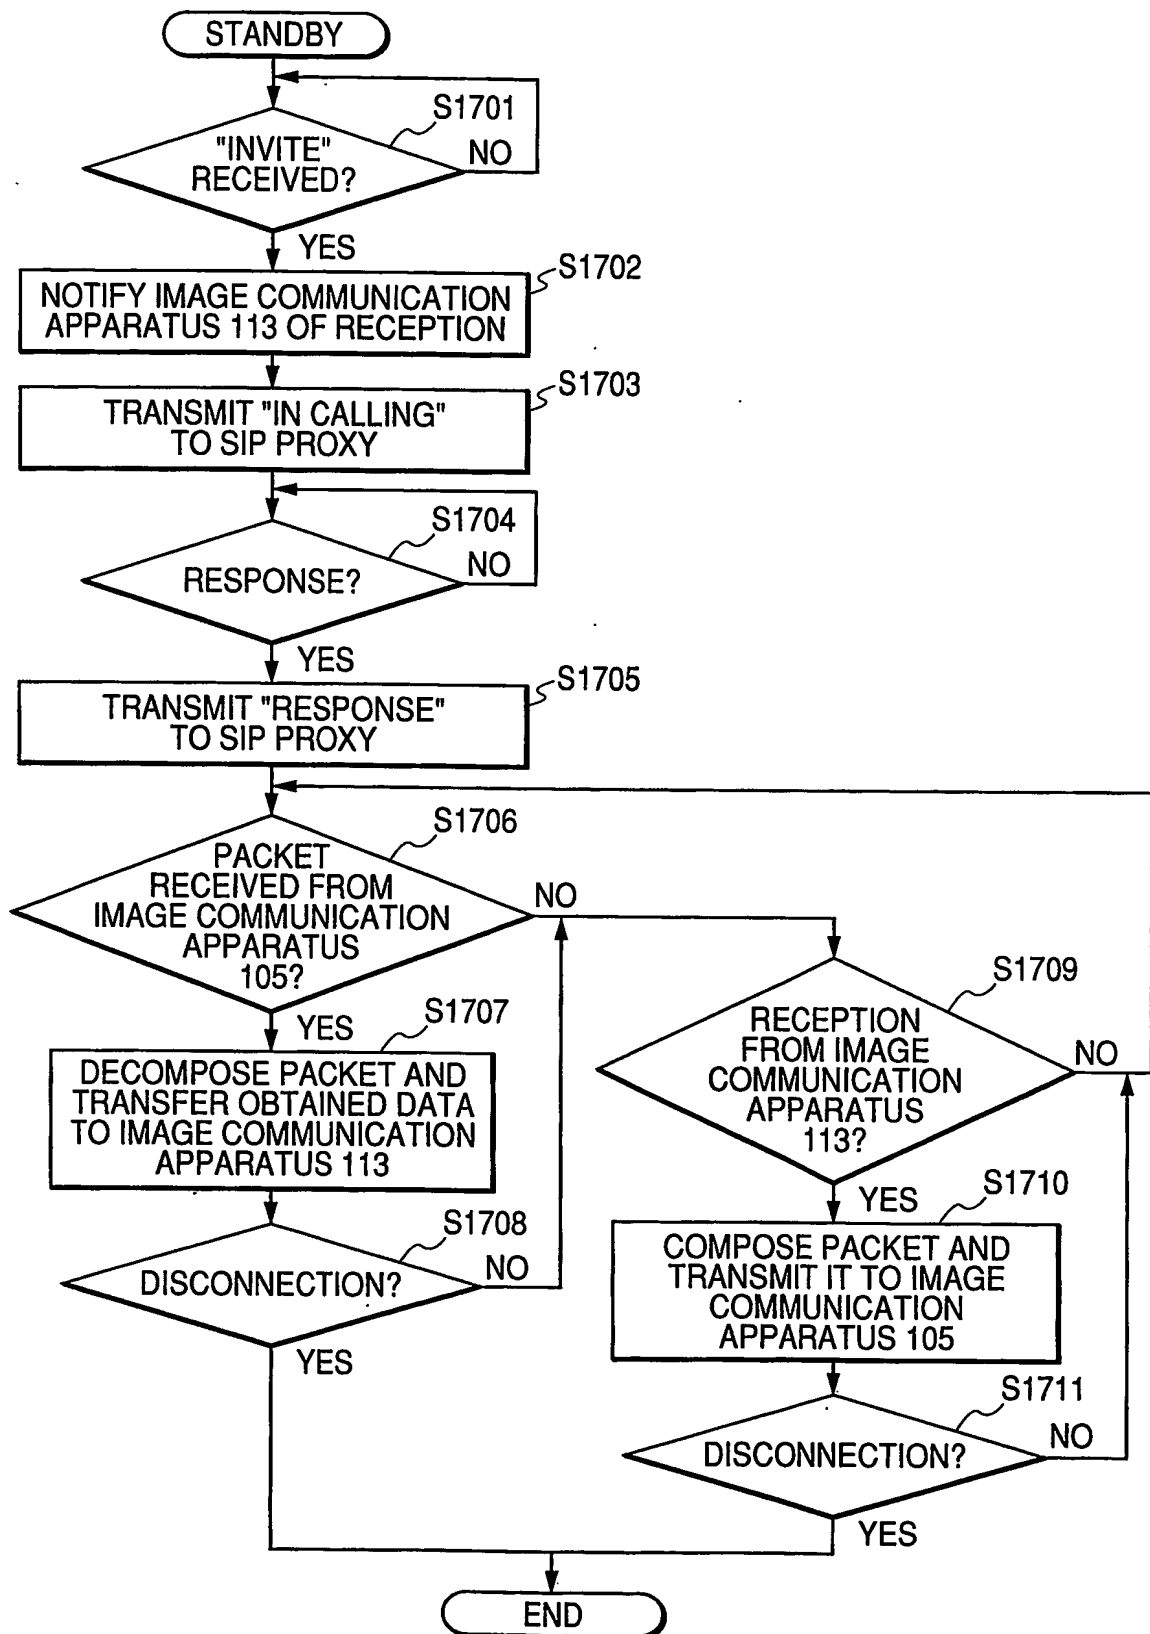 STANDBY
S1701
"INVITE"
RECEIVED?
NO
YES
S1702
NOTIFY IMAGE COMMUNICATION
APPARATUS 113 OF RECEPTION
S1703
TRANSMIT "IN CALLING"
TO SIP PROXY
S1704
RESPONSE?
NO
YES
S1705
TRANSMIT "RESPONSE"
TO SIP PROXY
S1706
PACKET
RECEIVED FROM
IMAGE COMMUNICATION
APPARATUS
105?
NO
YES
S1707
DECOMPOSE PACKET AND
TRANSFER OBTAINED DATA
TO IMAGE COMMUNICATION
APPARATUS 113
S1708
DISCONNECTION?
NO
YES
S1709
RECEPTION
FROM IMAGE
COMMUNICATION
APPARATUS
113?
NO
YES
S1710
COMPOSE PACKET AND
TRANSMIT IT TO IMAGE
COMMUNICATION
APPARATUS 105
S1711
DISCONNECTION?
NO
YES
END